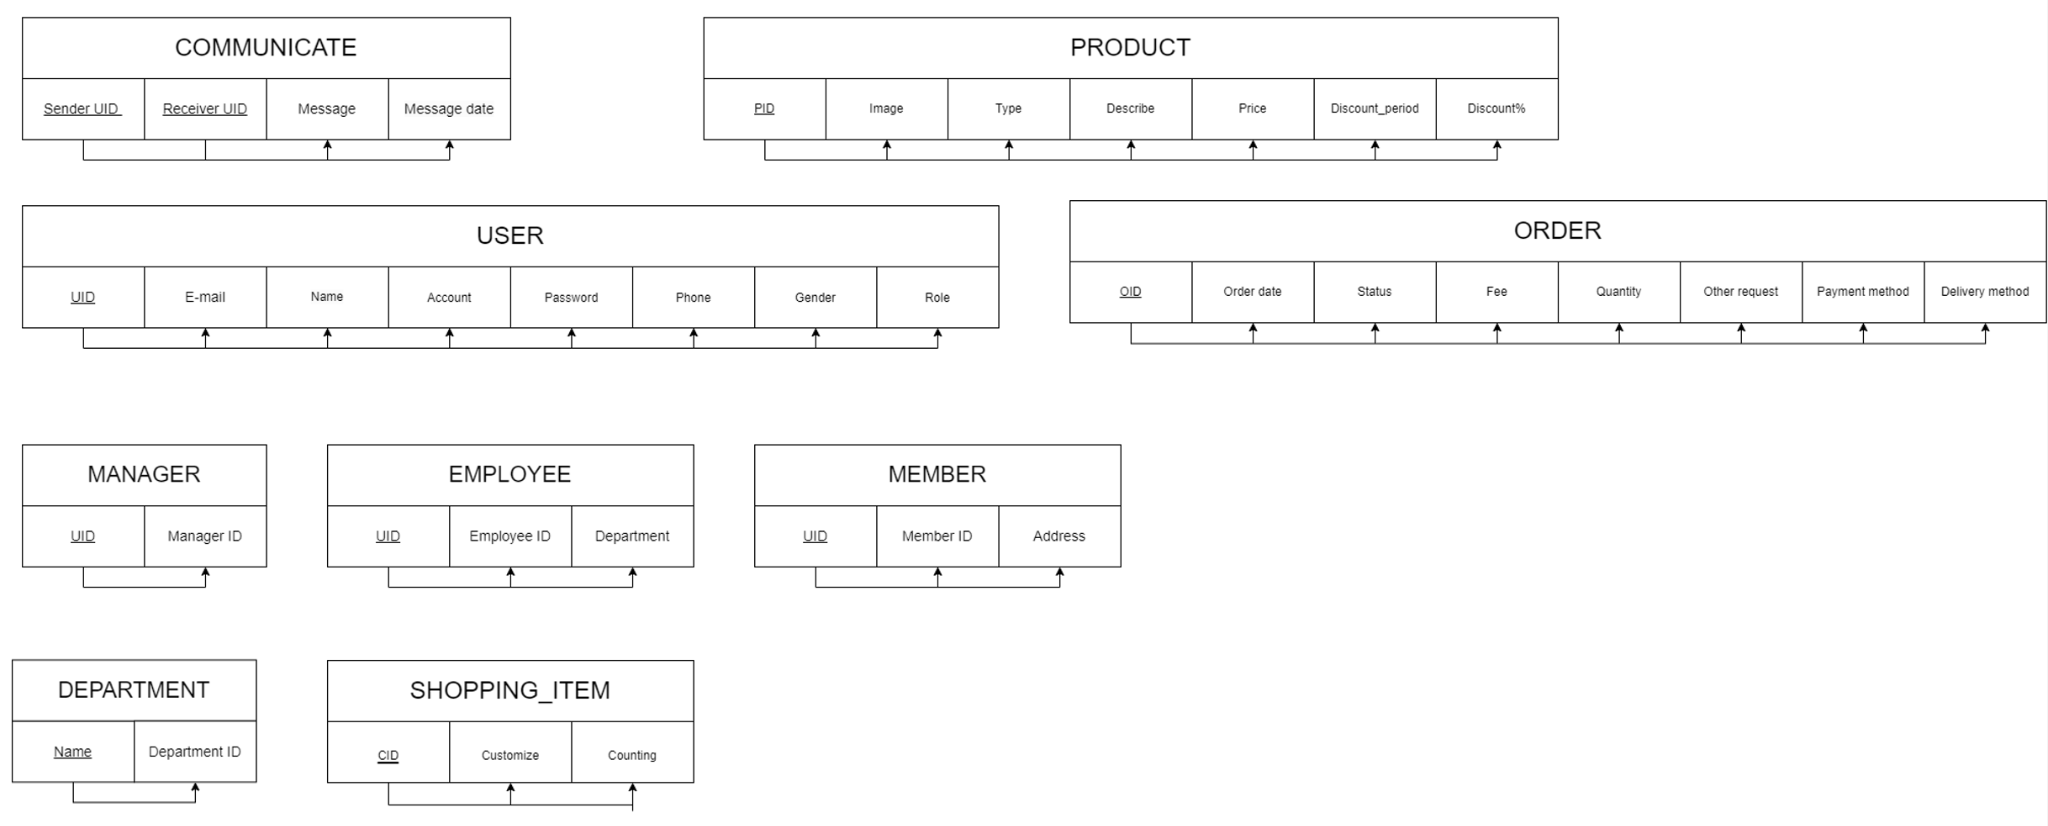 COMMUNICATE
Sender UID Receiver UID Message Message date
PRODUCT
PID Image Type Describe Price Discount_period Discount%
USER
UID E-mail Name Account Password Phone Gender Role
ORDER
OID Order date Status Fee Quantity Other request Payment method Delivery method
MANAGER
UID Manager ID
EMPLOYEE
UID Employee ID Department
MEMBER
UID Member ID Address
DEPARTMENT
Name Department ID
SHOPPING_ITEM
CID Customize Counting